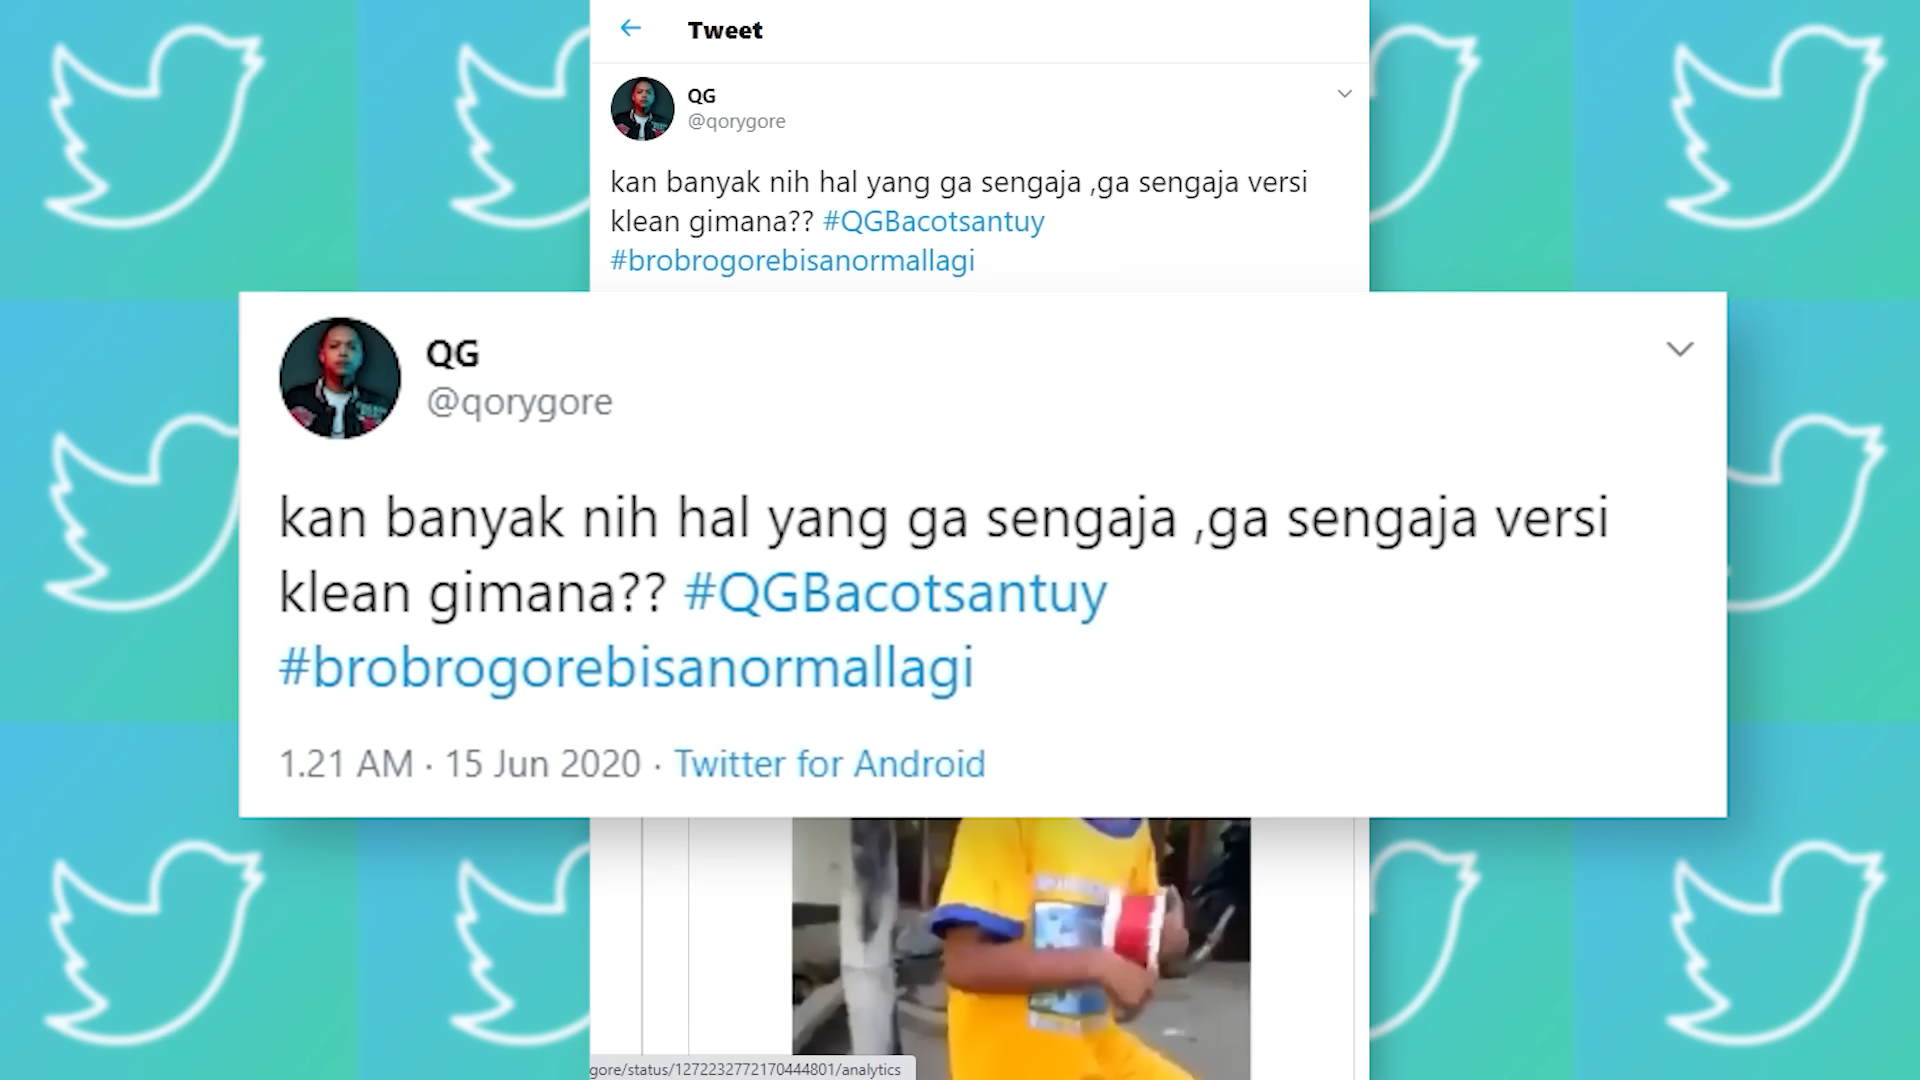 Tweet
QG
@qorygore
kan banyak nih hal yang ga sengaja ,ga sengaja versi
klean gimana?? #QGBacotsantuy
#brobrogorebisanormallagi
QG
@qorygore
kan banyak nih hal yang ga sengaja ,ga sengaja versi
klean gimana?? #QGBacotsantuy
#brobrogorebisanormallagi
1.21 AM · 15 Jun 2020 · Twitter for Android
gore/status/1272232772170444801/analytics